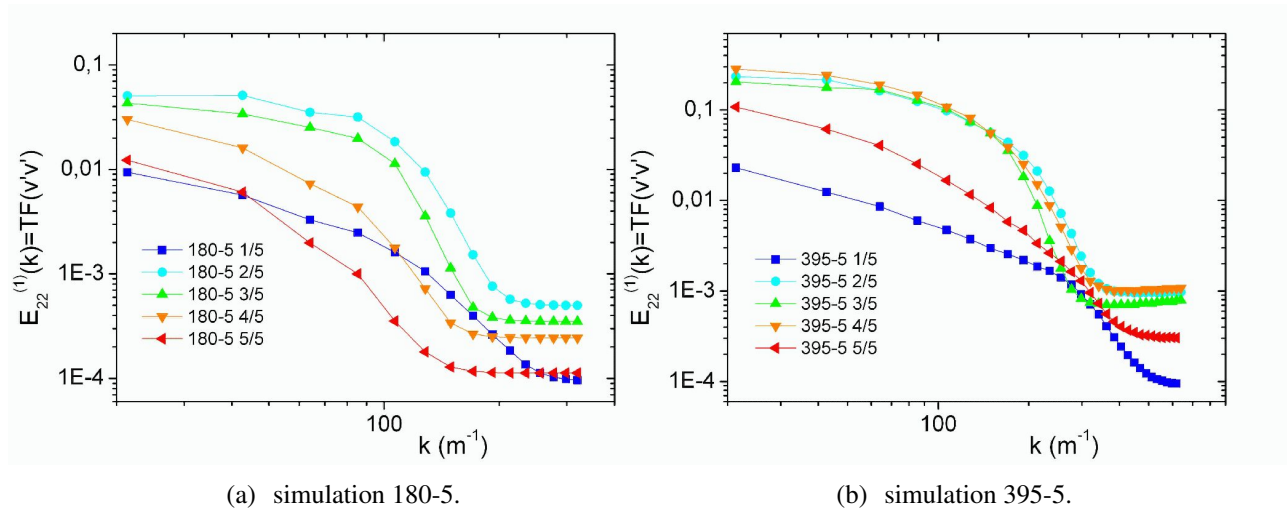 0,1
0,01
1E-3
1E-4
100
E22(1)(k)=TF(v'v')
k (m-1)
180-5 1/5
180-5 2/5
180-5 3/5
180-5 4/5
180-5 5/5
(a) simulation 180-5.
0,1
0,01
1E-3
1E-4
100
E22(1)(k)=TF(v'v')
k (m-1)
395-5 1/5
395-5 2/5
395-5 3/5
395-5 4/5
395-5 5/5
(b) simulation 395-5.